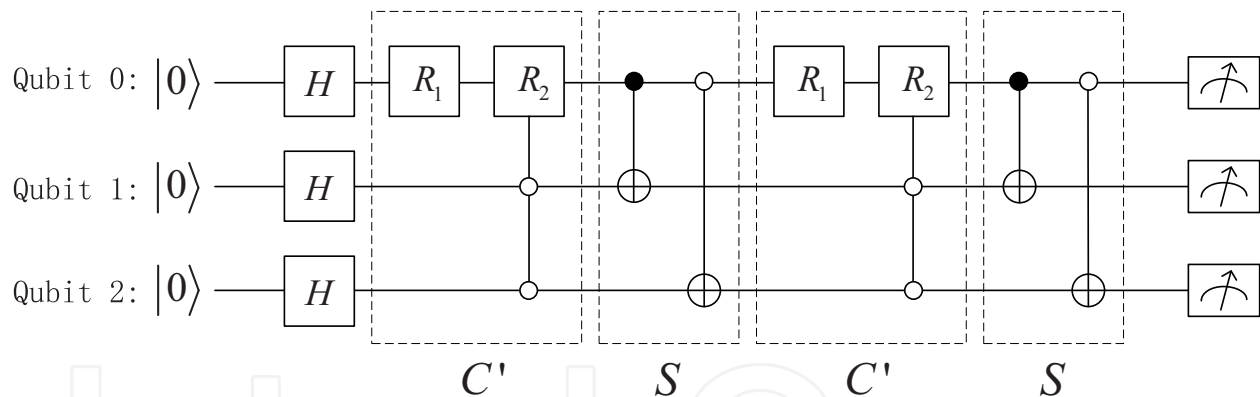 Qubit 0: |0⟩ H R₁ R₂ R₁ R₂
Qubit 1: |0⟩ H
Qubit 2: |0⟩ H
C' S C' S